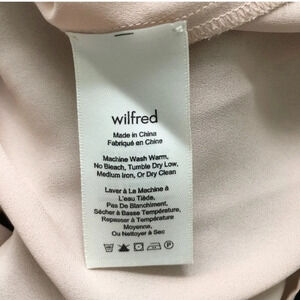 wilfred
Made in China
Fabriqué en Chine
Machine Wash Warm,
No Bleach, Tumble Dry Low,
Medium Iron, Or Dry Clean
Laver à La Machine à
L'eau Tiède,
Pas De Blanchiment,
Sécher à Basse Température,
Repasser à Température
Moyenne,
Ou Nettoyer à Sec